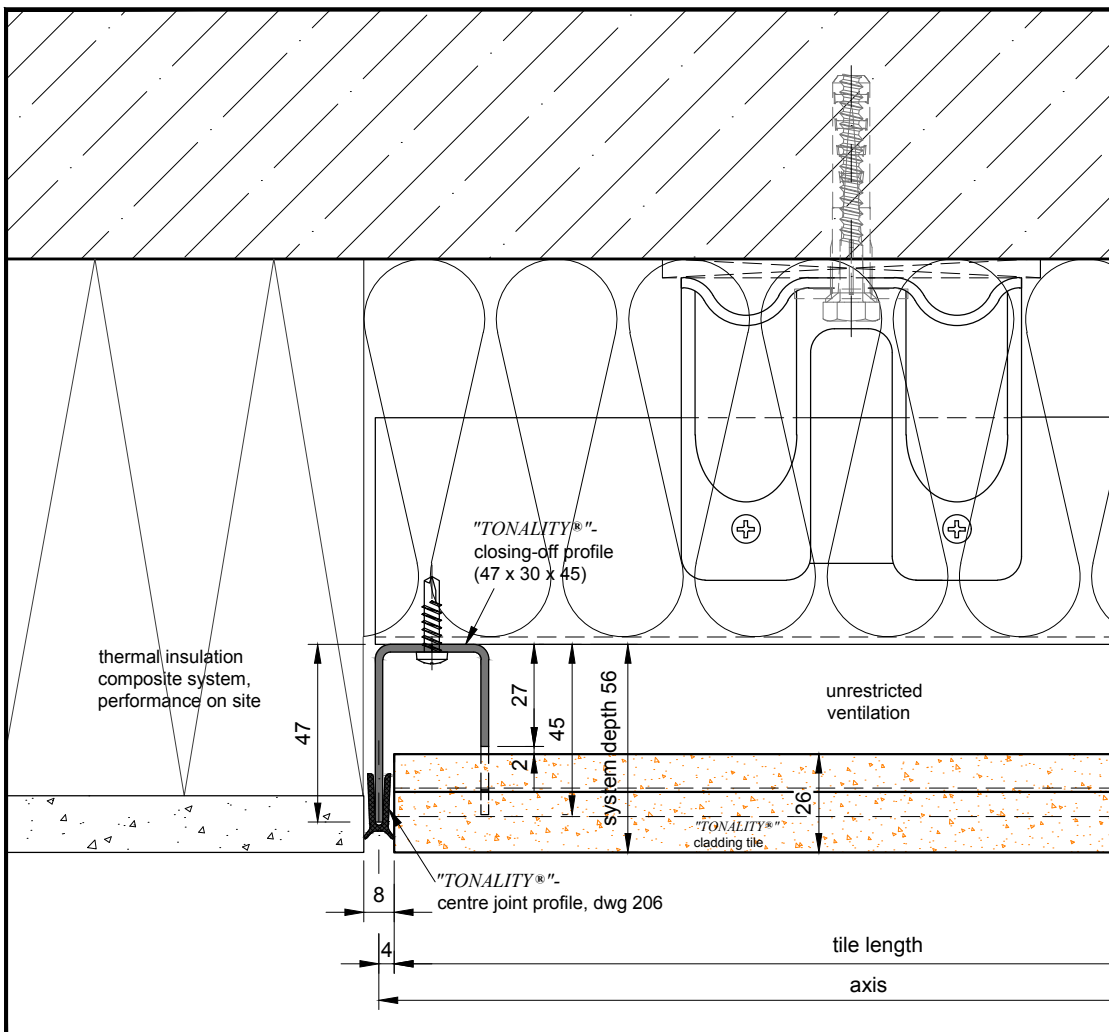 "TONALITY®"-
closing-off profile
(47 x 30 x 45)
thermal insulation
composite system,
performance on site
47
27
45
2
system depth 56
unrestricted
ventilation
26
"TONALITY®"
cladding tile
"TONALITY®"-
centre joint profile, dwg 206
8
4
tile length
axis